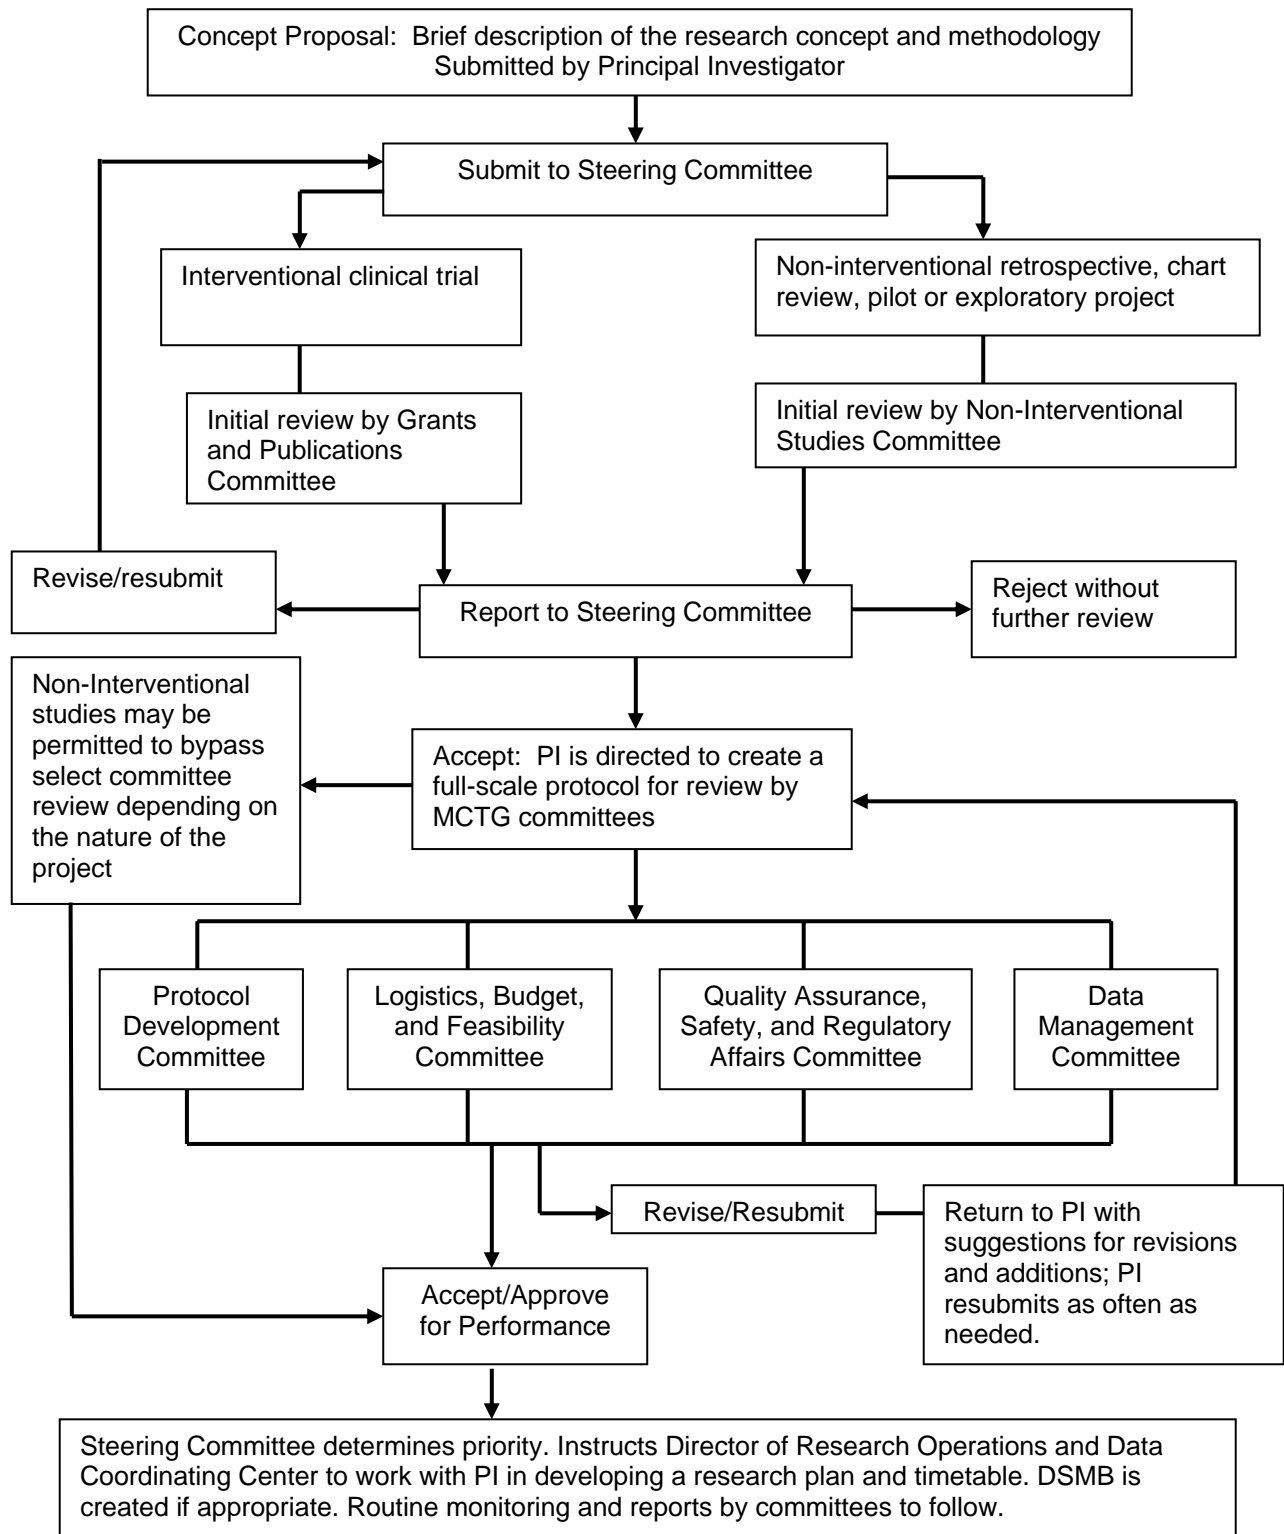 Concept Proposal:  Brief description of the research concept and methodology
Submitted by Principal Investigator
Submit to Steering Committee
Interventional clinical trial
Non-interventional retrospective, chart
review, pilot or exploratory project
Initial review by Grants
and Publications
Committee
Initial review by Non-Interventional
Studies Committee
Revise/resubmit
Report to Steering Committee
Reject without
further review
Non-Interventional
studies may be
permitted to bypass
select committee
review depending on
the nature of the
project
Accept:  PI is directed to create a
full-scale protocol for review by
MCTG committees
Protocol
Development
Committee
Logistics, Budget,
and Feasibility
Committee
Quality Assurance,
Safety, and Regulatory
Affairs Committee
Data
Management
Committee
Revise/Resubmit
Return to PI with
suggestions for revisions
and additions; PI
resubmits as often as
needed.
Accept/Approve
for Performance
Steering Committee determines priority. Instructs Director of Research Operations and Data
Coordinating Center to work with PI in developing a research plan and timetable. DSMB is
created if appropriate. Routine monitoring and reports by committees to follow.